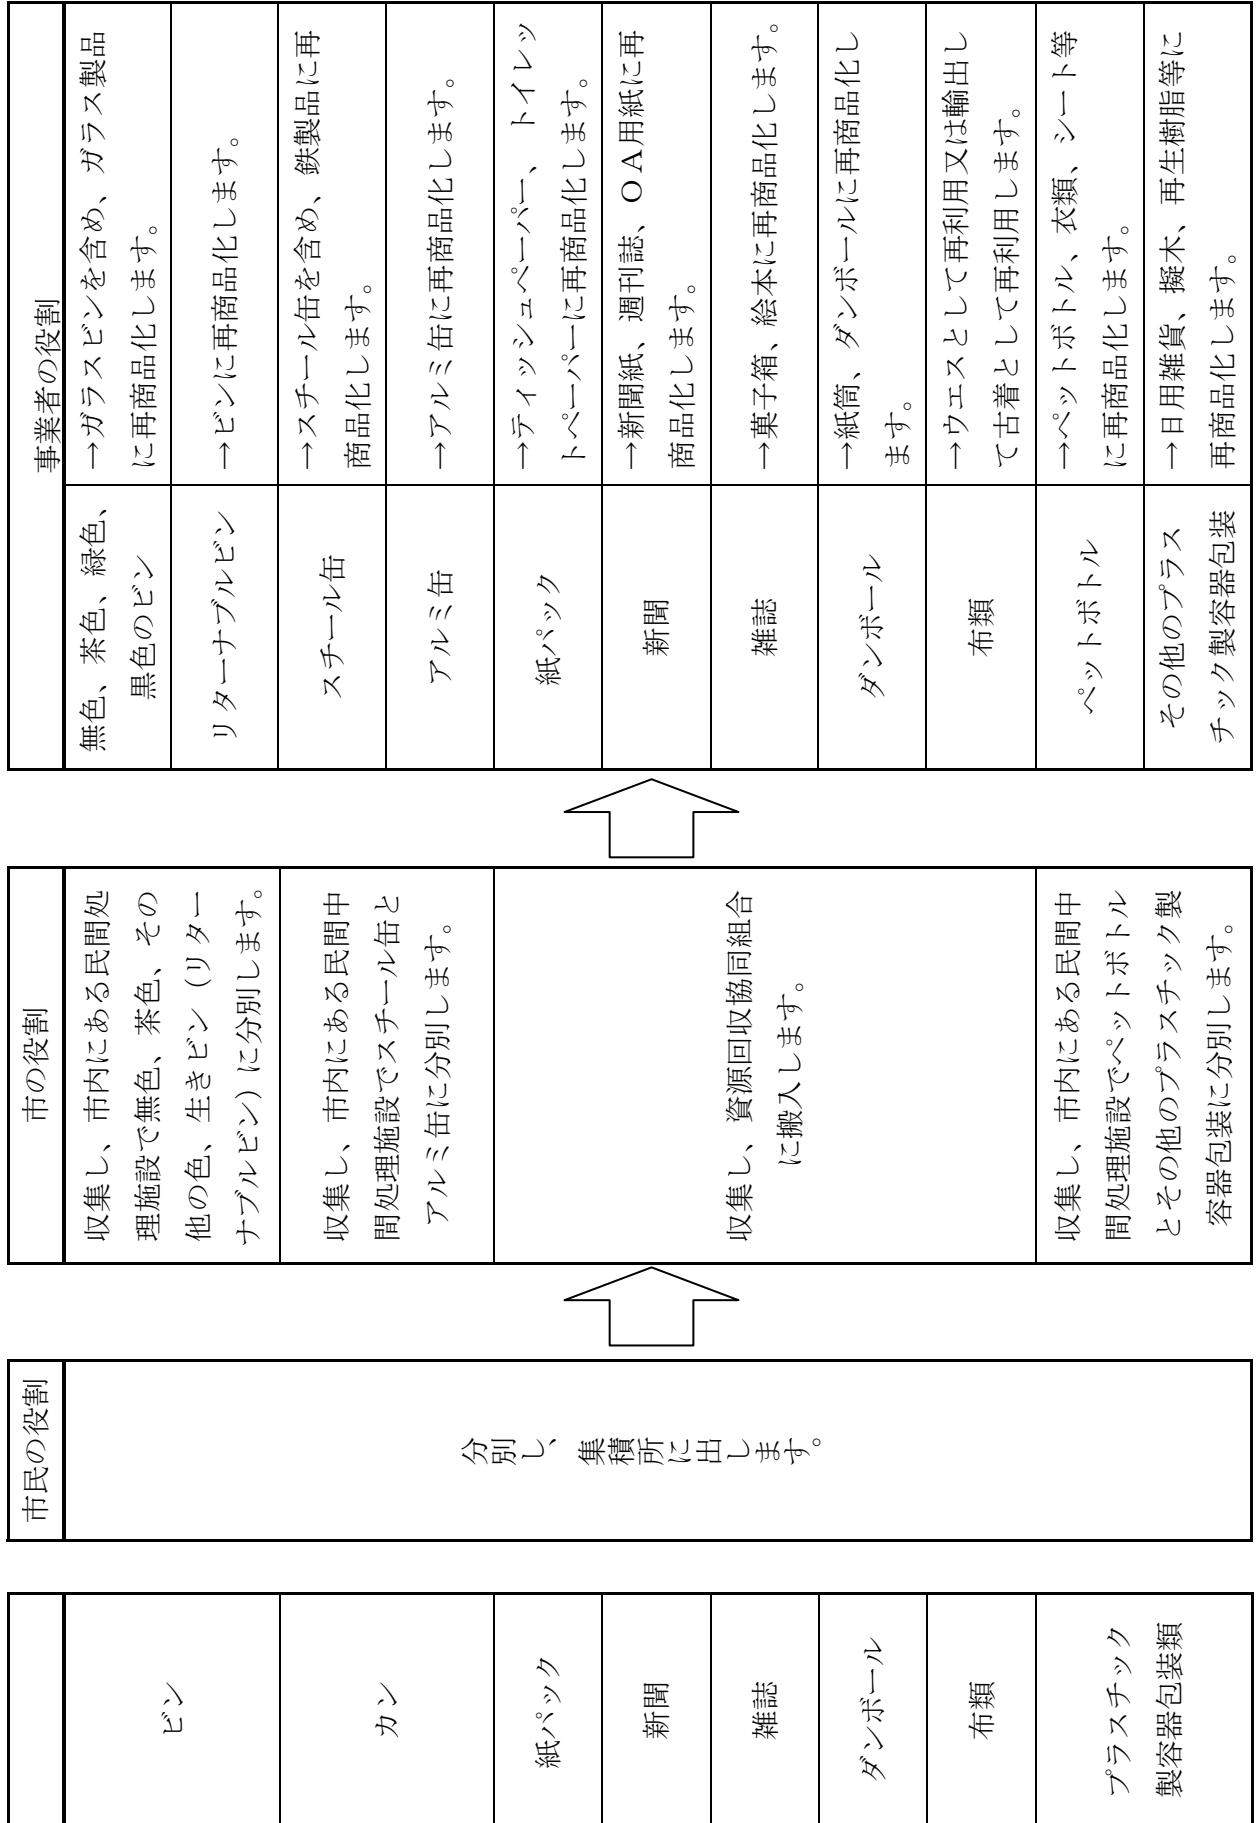 ビン
カン
紙パック
新聞
雑誌
ダンボール
布類
プラスチック
製容器包装類
市民の役割
分別し、集積所に出します。
市の役割
収集し、市内にある民間処
理施設で無色、茶色、その
他の色、生きビン（リター
ナブルビン）に分別します。
収集し、市内にある民間中
間処理施設でスチール缶と
アルミ缶に分別します。
収集し、資源回収協同組合
に搬入します。
収集し、市内にある民間中
間処理施設でペットボトル
とその他のプラスチック製
容器包装に分別します。
事業者の役割
無色、茶色、緑色、
黒色のビン
→ガラスビンを含め、ガラス製品
に再商品化します。
リターナブルビン
→ビンに再商品化します。
スチール缶
→スチール缶を含め、鉄製品に再
商品化します。
アルミ缶
→アルミ缶に再商品化します。
紙パック
→ティッシュペーパー、トイレッ
トペーパーに再商品化します。
新聞
→新聞紙、週刊誌、ＯＡ用紙に再
商品化します。
雑誌
→菓子箱、絵本に再商品化します。
ダンボール
→紙筒、ダンボールに再商品化し
ます。
布類
→ウエスとして再利用又は輸出し
て古着として再利用します。
ペットボトル
→ペットボトル、衣類、シート等
に再商品化します。
その他のプラス
チック製容器包装
→日用雑貨、擬木、再生樹脂等に
再商品化します。